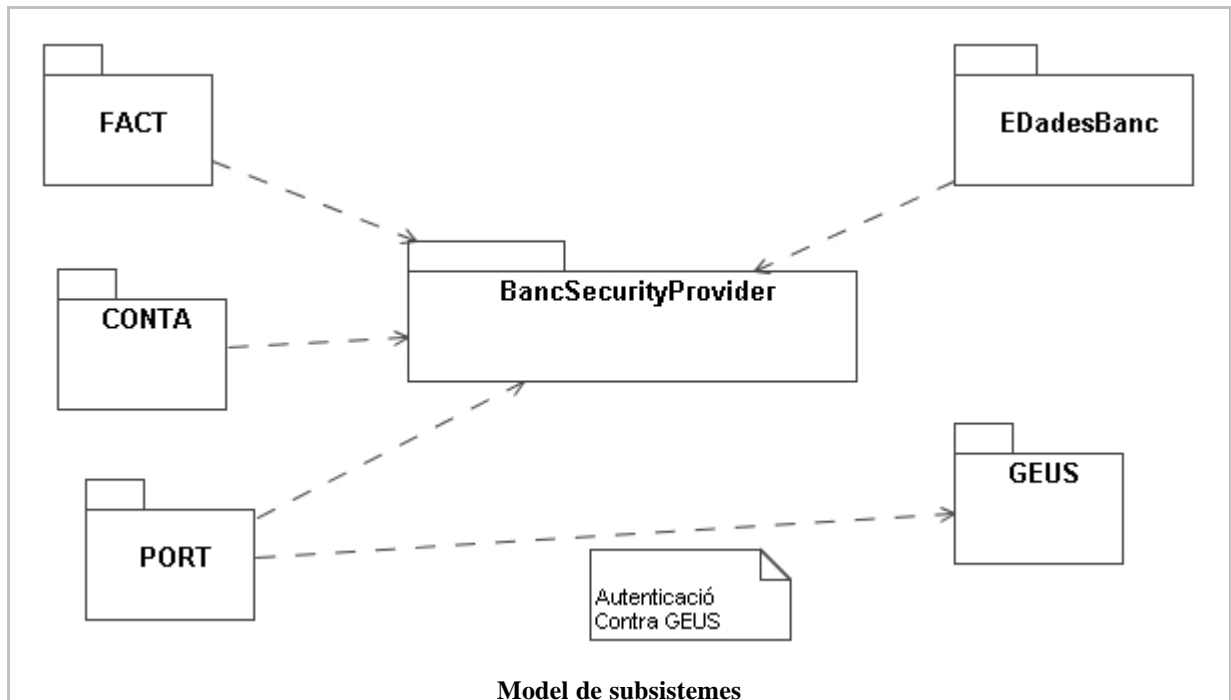 FACT
EDadesBanc
BancSecurityProvider
CONTA
GEUS
PORT
Autenticació
Contra GEUS
Model de subsistemes